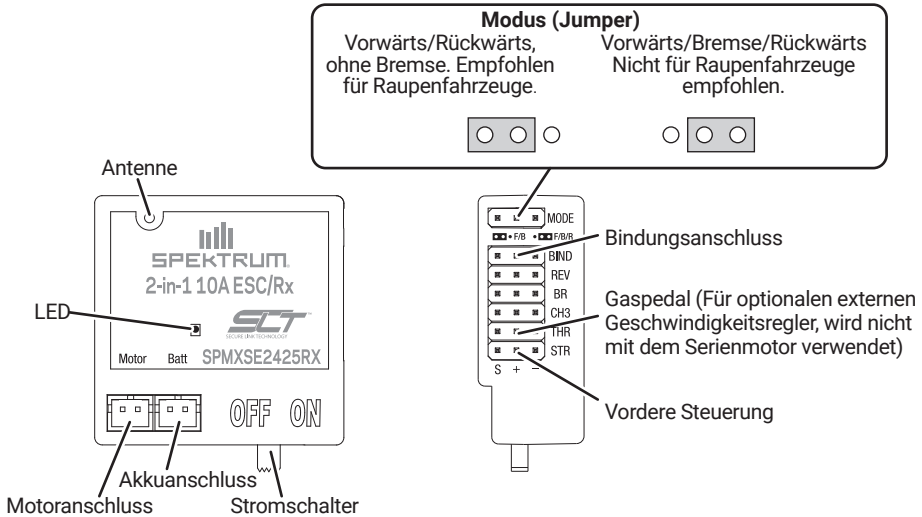 Modus (Jumper)
Vorwärts/Rückwärts,
ohne Bremse. Empfohlen
für Raupenfahrzeuge.
Vorwärts/Bremse/Rückwärts
Nicht für Raupenfahrzeuge
empfohlen.
Antenne
SPEKTRUM
2-in-1 10A ESC/Rx
LED
SLT
SECURE LINK TECHNOLOGY
Motor Batt SPMXSE2425RX
OFF ON
Akkuanschluss
Motoranschluss
Stromschalter
MODE
F/B F/B/R
BIND
REV
BR
CH3
THR
STR
S + –
Bindungsanschluss
Gaspedal (Für optionalen externen
Geschwindigkeitsregler, wird nicht
mit dem Serienmotor verwendet)
Vordere Steuerung